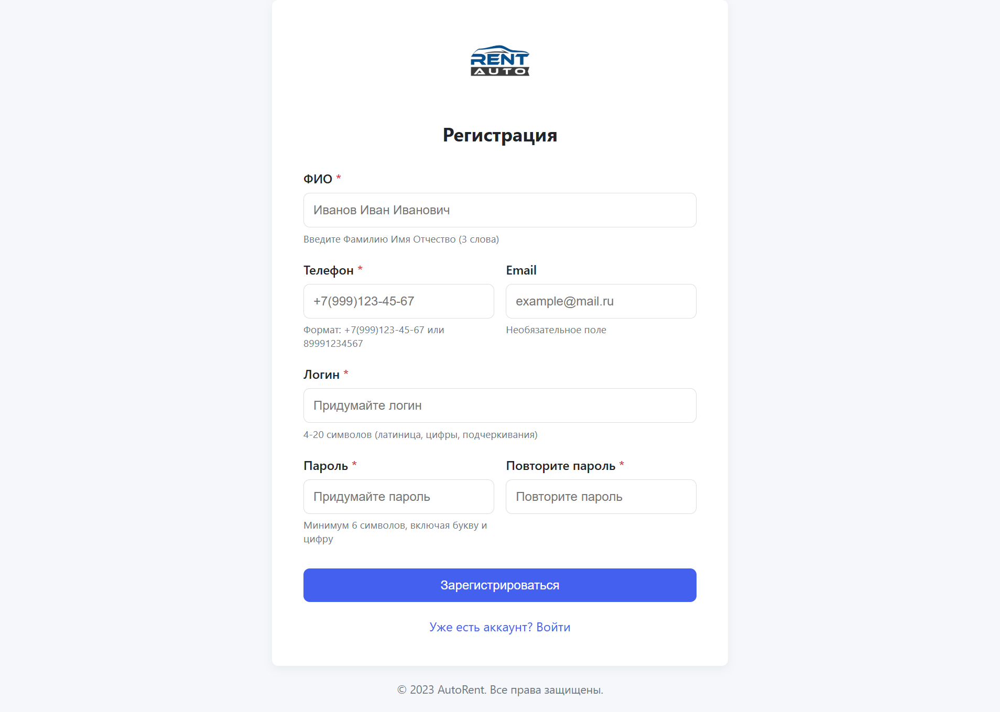 RENT
AUTO
Регистрация
ФИО *
Иванов Иван Иванович
Введите Фамилию Имя Отчество (3 слова)
Телефон *
+7(999)123-45-67
Формат: +7(999)123-45-67 или
89991234567
Email
example@mail.ru
Необязательное поле
Логин *
Придумайте логин
4-20 символов (латиница, цифры, подчеркивания)
Пароль *
Придумайте пароль
Минимум 6 символов, включая букву и
цифру
Повторите пароль *
Повторите пароль
Зарегистрироваться
Уже есть аккаунт? Войти
© 2023 AutoRent. Все права защищены.